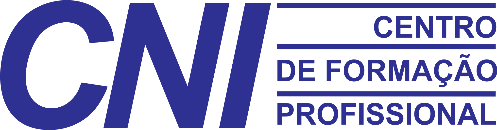 CNI
CENTRO
DE FORMAÇÃO
PROFISSIONAL